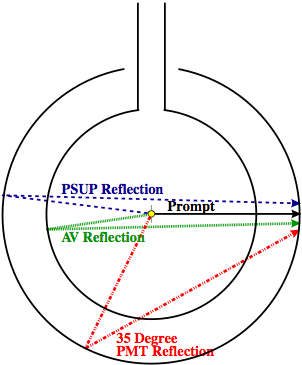 PSUP Reflection
Prompt
AV Reflection
35 Degree
PMT Reflection